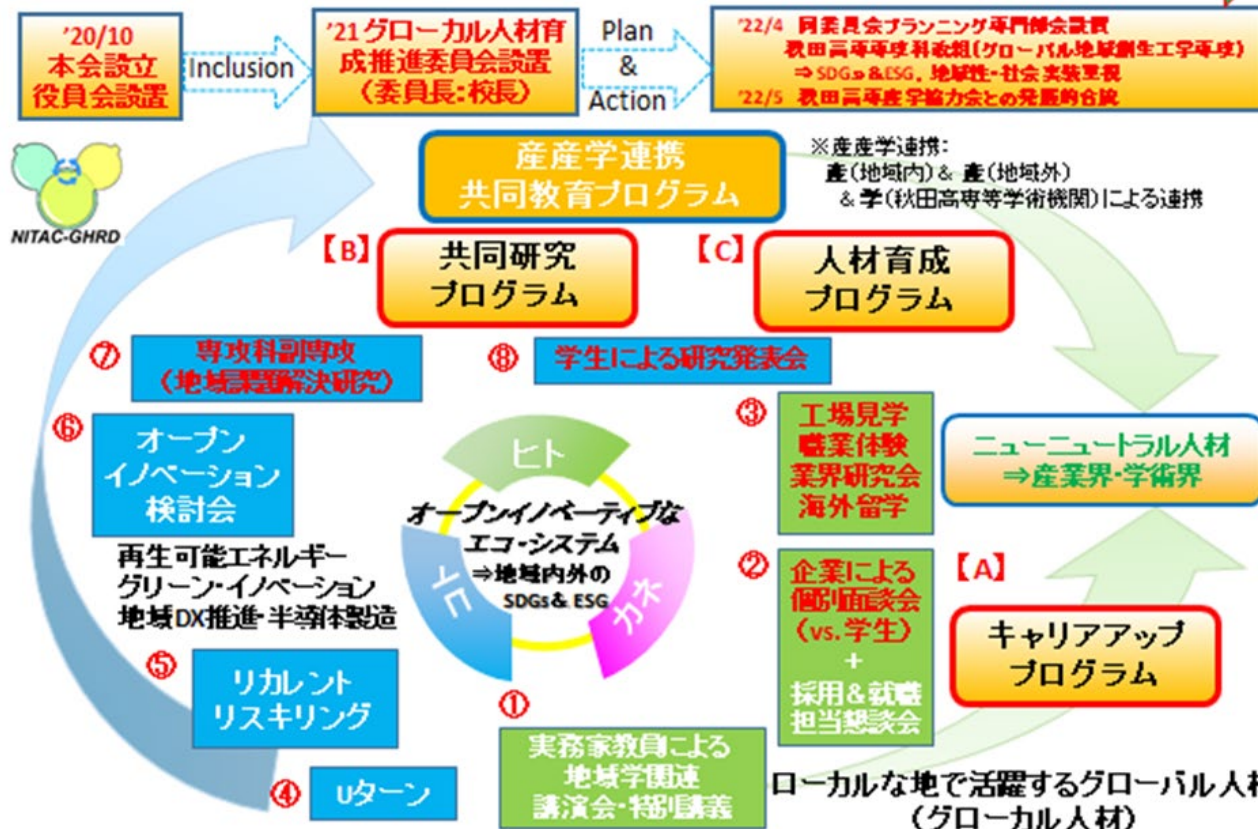 '20/10
本会設立
役員会設置
Inclusion
'21グローカル人材育
成推進委員会設置
(委員長:校長)
Plan
&
Action
'22/4 同委員会プランニング専門部会設置
秋田高専専攻科改組(グローバル地域創生工学専攻)
⇒ SDGs&ESG, 地域性・社会実装重視
'22/5 秋田高専産学協力会との発展的合流
NITAC-GHRD
産産学連携
共同教育プログラム
※産産学連携:
産(地域内)& 産(地域外)
& 学(秋田高専等学術機関)による連携
【B】
共同研究
プログラム
【C】
人材育成
プログラム
⑦
専攻科副専攻
(地域課題解決研究)
⑧
学生による研究発表会
⑥
オープン
イノベーション
検討会
再生可能エネルギー
グリーン・イノベーション
地域DX推進・半導体製造
⑤
リカレント
リスキリング
④
Uターン
ヒト
モノ
カネ
オープンイノベーティブな
エコ・システム
⇒地域内外の
SDGs& ESG
③
工場見学
職業体験
業界研究会
海外留学
ニューニュートラル人材
⇒産業界・学術界
②
企業による
個別面談会
(vs.学生)
+
採用&就職
担当懇談会
【A】
キャリアアップ
プログラム
①
実務家教員による
地域学関連
講演会・特別講義
ローカルな地で活躍するグローバル人材
(グローカル人材)